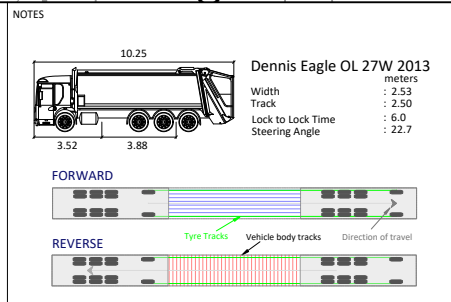 NOTES
10.25
3.52
3.88
Dennis Eagle OL 27W 2013
meters
Width : 2.53
Track : 2.50
Lock to Lock Time : 6.0
Steering Angle : 22.7
FORWARD
Tyre Tracks
Vehicle body tracks
Direction of travel
REVERSE